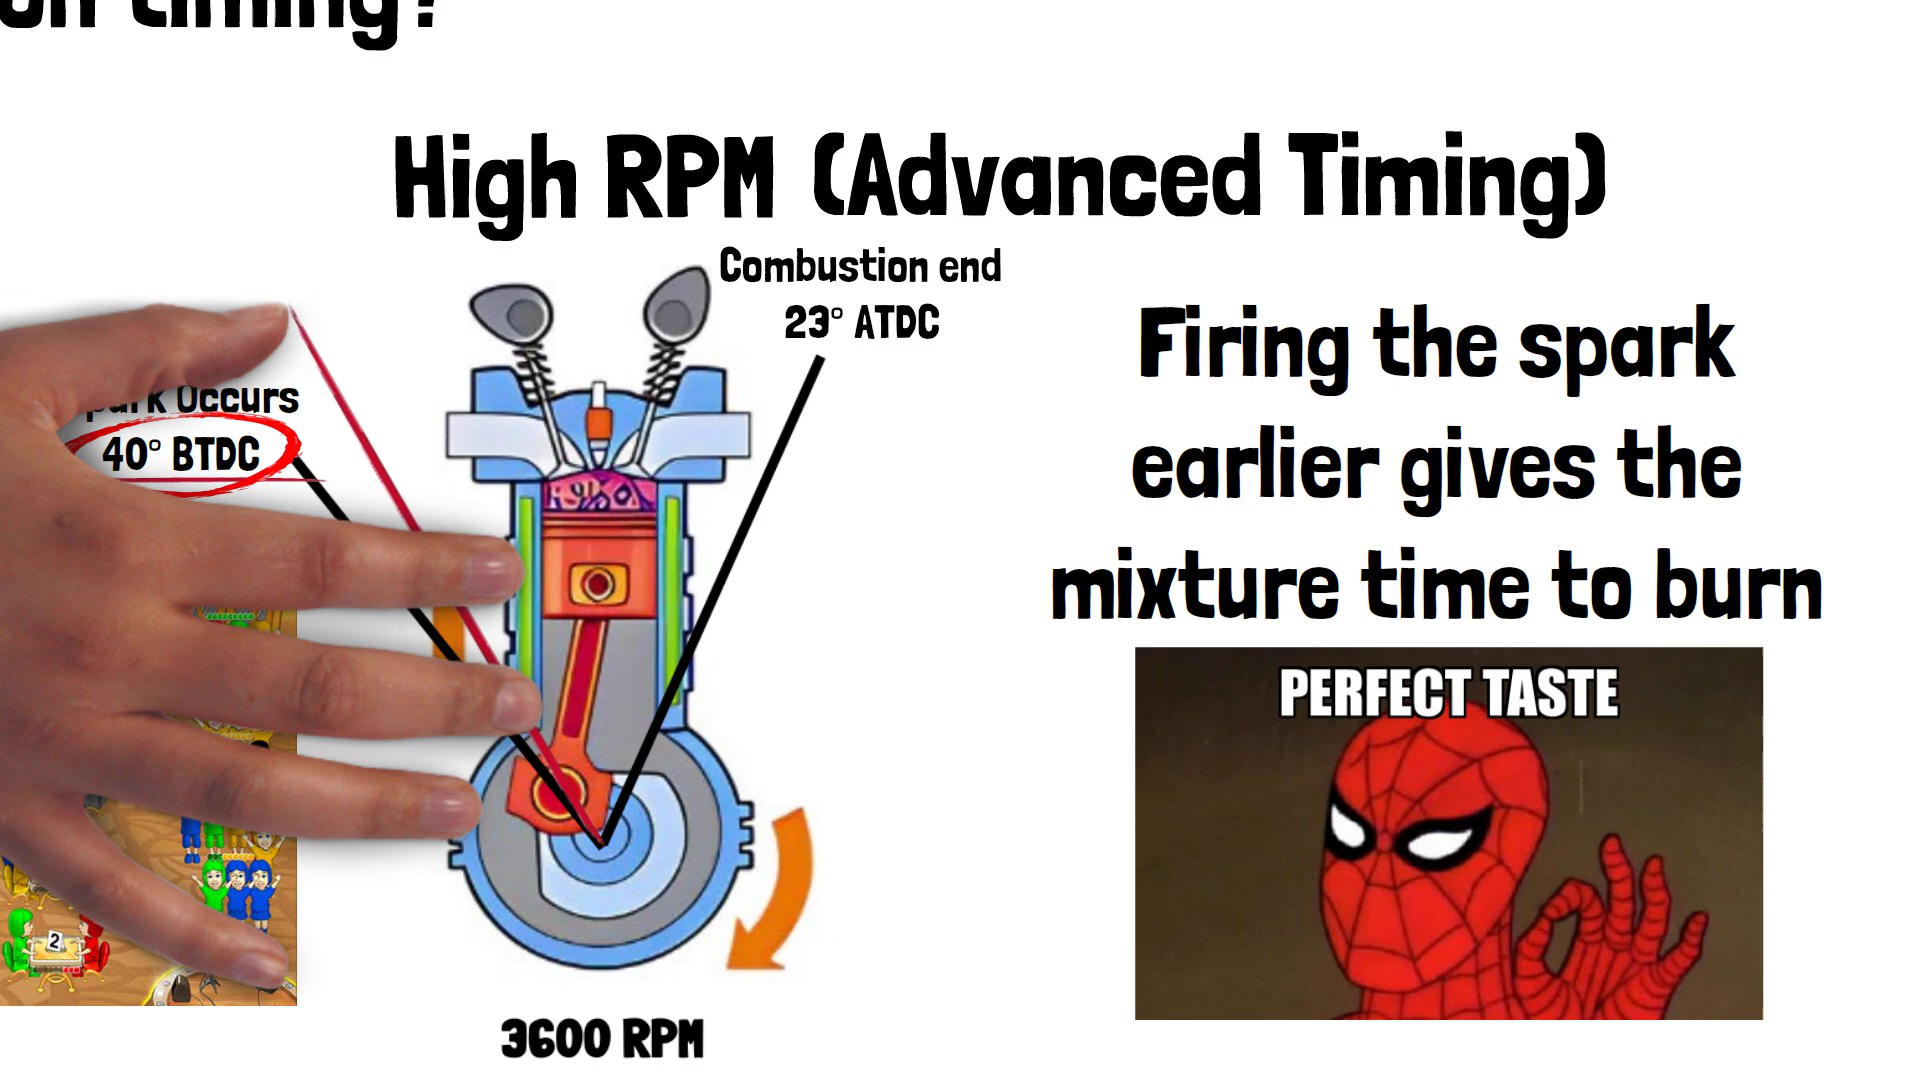 timing?
High RPM (Advanced Timing)
Combustion end
23° ATDC
Occurs
40° BTDC
Firing the spark
earlier gives the
mixture time to burn
PERFECT TASTE
2
3600 RPM